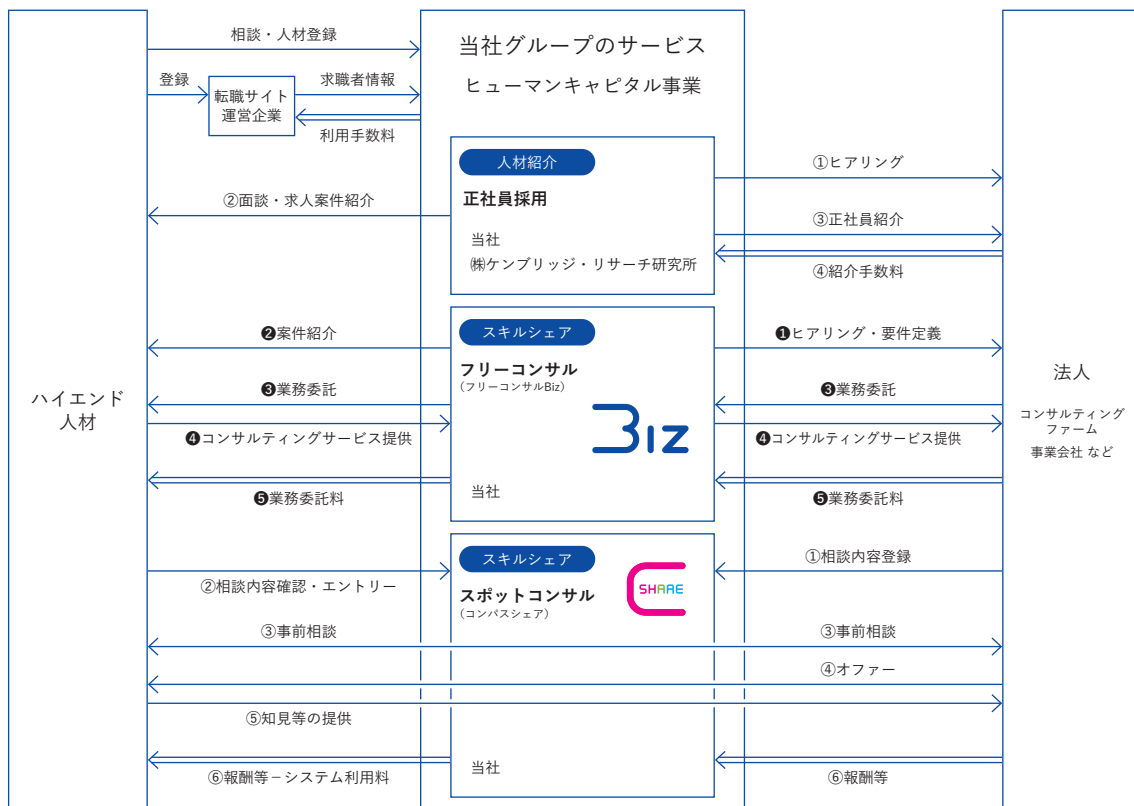 相談・人材登録
登録
転職サイト
運営企業
求職者情報
利用手数料
当社グループのサービス
ヒューマンキャピタル事業
人材紹介
正社員採用
当社
㈱ケンブリッジ・リサーチ研究所
①ヒアリング
②面談・求人案件紹介
③正社員紹介
④紹介手数料
スキルシェア
フリーコンサル
（フリーコンサルBiz）
BIZ
当社
❷案件紹介
❶ヒアリング・要件定義
❸業務委託
❸業務委託
❹コンサルティングサービス提供
❹コンサルティングサービス提供
❺業務委託料
❺業務委託料
ハイエンド
人材
法人
コンサルティング
ファーム
事業会社 など
スキルシェア
スポットコンサル
（コンパスシェア）
SHARE
①相談内容登録
②相談内容確認・エントリー
③事前相談
③事前相談
④オファー
⑤知見等の提供
当社
⑥報酬等－システム利用料
⑥報酬等